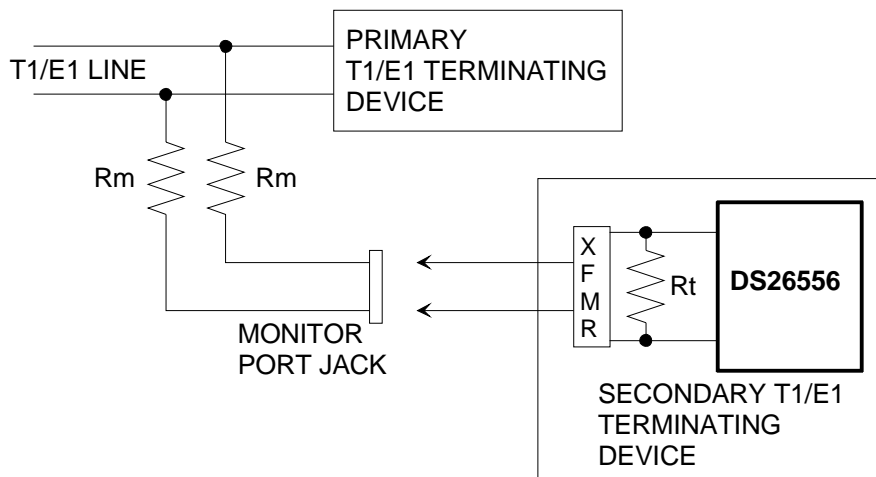 PRIMARY
T1/E1 TERMINATING
DEVICE
T1/E1 LINE
Rm
Rm
MONITOR
PORT JACK
X
F
M
R
Rt
DS26556
SECONDARY T1/E1
TERMINATING
DEVICE